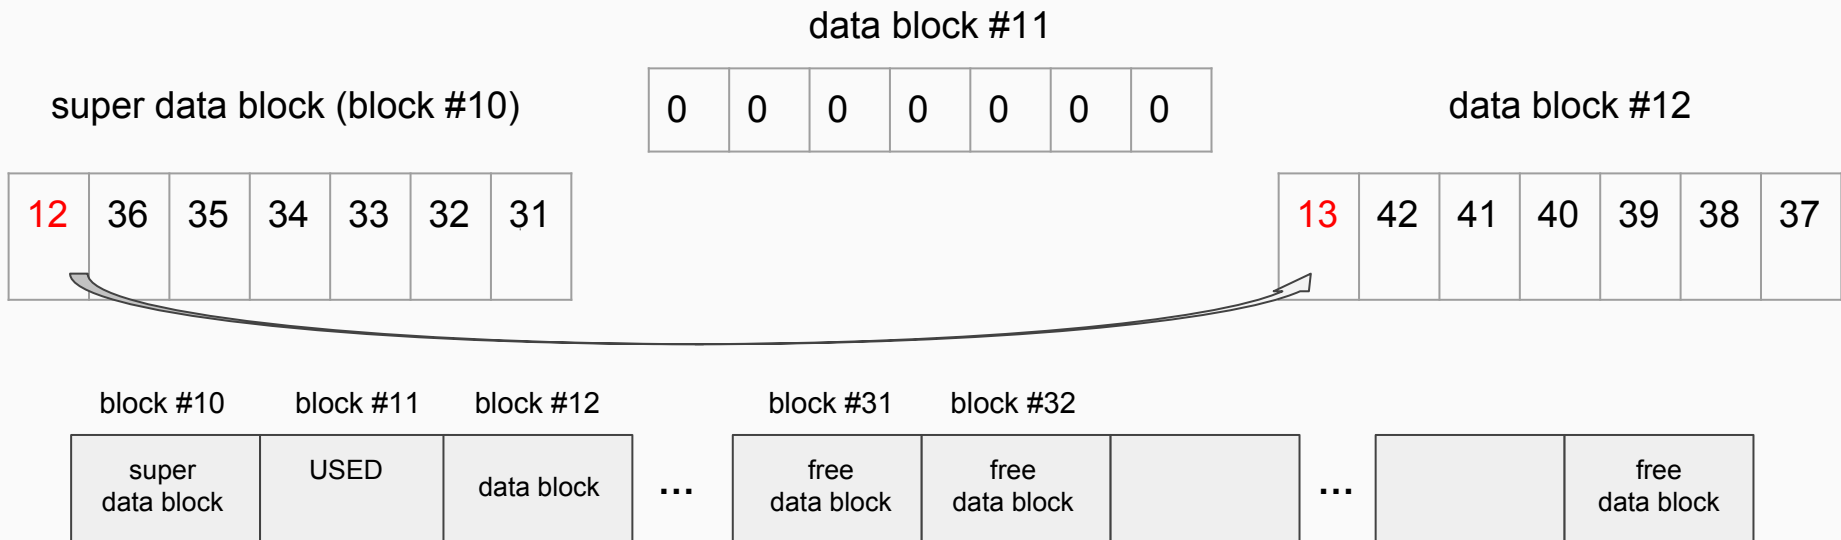 data block #11
0 0 0 0 0 0 0
super data block (block #10)
data block #12
12 36 35 34 33 32 31
13 42 41 40 39 38 37
block #10 block #11 block #12 block #31 block #32
super
data block
USED
data block
...
free
data block
free
data block
...
free
data block